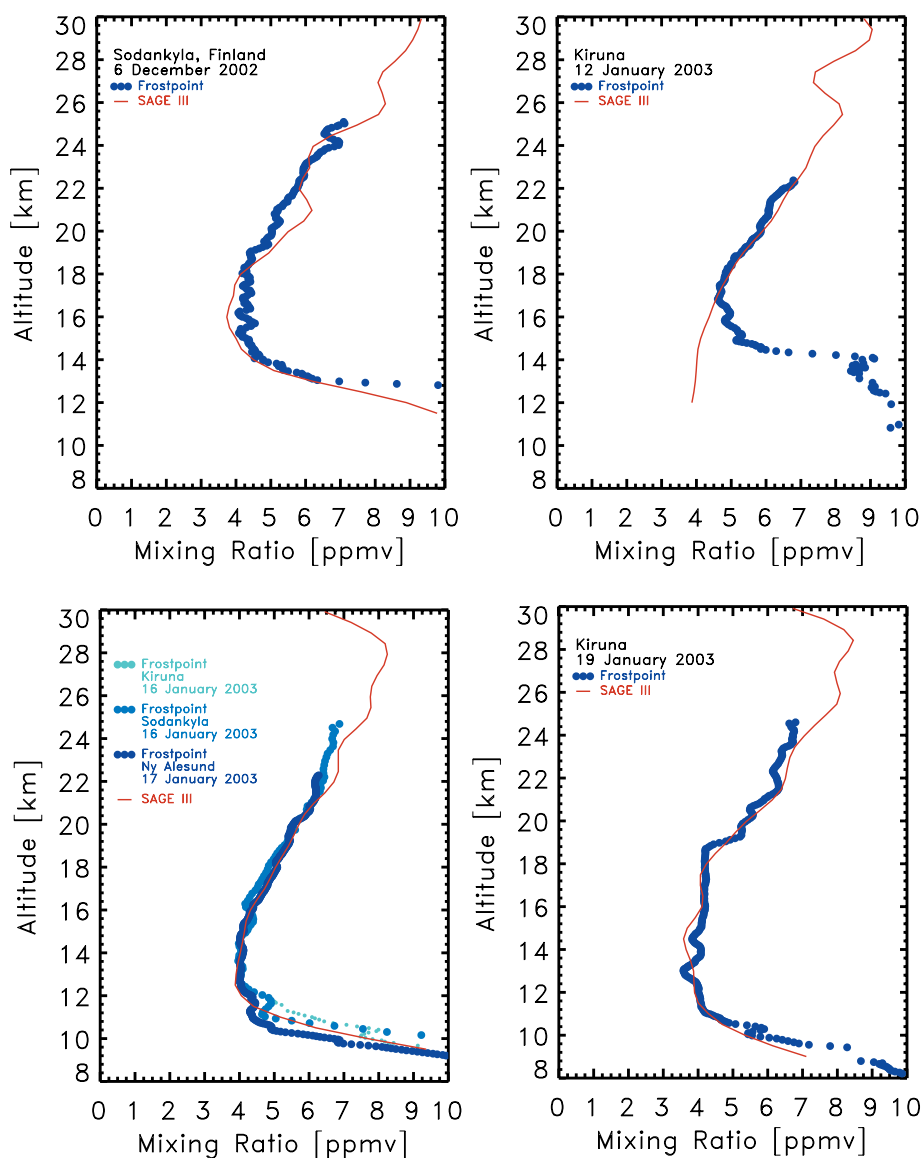 Sodankyla, Finland
6 December 2002
Frostpoint
SAGE III
30
28
26
24
22
20
18
16
14
12
10
8
Altitude [km]
0 1 2 3 4 5 6 7 8 9 10
Mixing Ratio [ppmv]
Kiruna
12 January 2003
Frostpoint
SAGE III
30
28
26
24
22
20
18
16
14
12
10
8
Altitude [km]
0 1 2 3 4 5 6 7 8 9 10
Mixing Ratio [ppmv]
Frostpoint
Kiruna
16 January 2003
Frostpoint
Sodankyla
16 January 2003
Frostpoint
Ny Alesund
17 January 2003
SAGE III
30
28
26
24
22
20
18
16
14
12
10
8
Altitude [km]
0 1 2 3 4 5 6 7 8 9 10
Mixing Ratio [ppmv]
Kiruna
19 January 2003
Frostpoint
SAGE III
30
28
26
24
22
20
18
16
14
12
10
8
Altitude [km]
0 1 2 3 4 5 6 7 8 9 10
Mixing Ratio [ppmv]